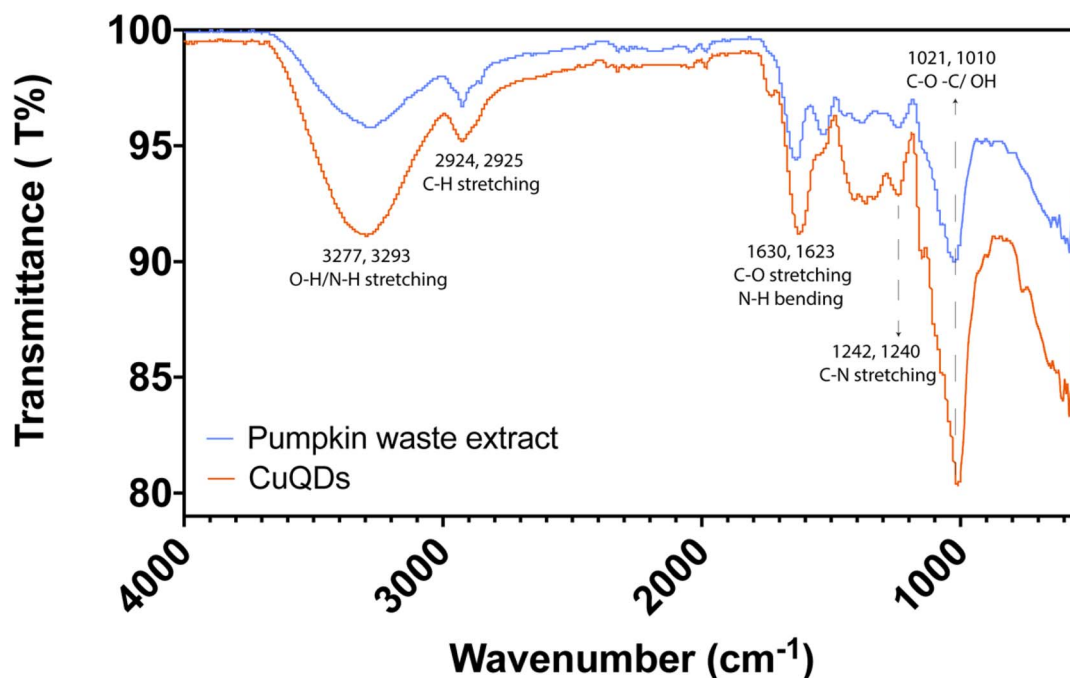 100
95
90
85
80
Transmittance ( T%)
1021, 1010
C-O -C/ OH
2924, 2925
C-H stretching
3277, 3293
O-H/N-H stretching
1630, 1623
C-O stretching
N-H bending
1242, 1240
C-N stretching
Pumpkin waste extract
CuQDs
4000
3000
2000
1000
Wavenumber (cm⁻¹)